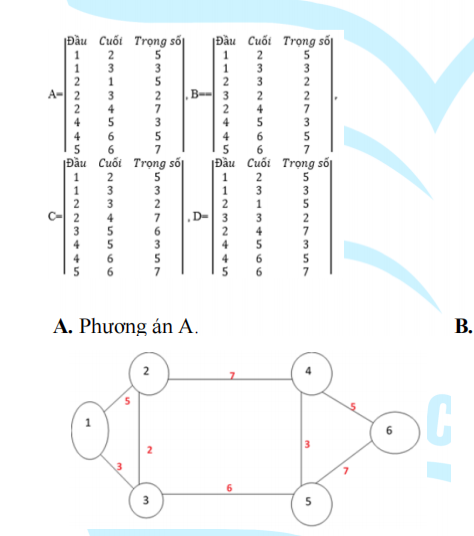 Đầu Cuối Trọng số Đầu Cuối Trọng số
1 2 5 1 2 5
1 3 3 1 3 3
2 1 5 2 3 2
A= 2 3 2 , B== 3 2 2 ,
2 4 7 2 4 7
4 5 3 4 5 3
4 6 5 4 6 5
5 6 7 5 6 7
Đầu Cuối Trọng số Đầu Cuối Trọng số
1 2 5 1 2 5
1 3 3 1 3 3
2 3 2 2 1 5
C= 2 4 7 , D= 3 3 2
3 5 6 2 4 7
4 5 3 4 5 3
4 6 5 4 6 5
5 6 7 5 6 7
A. Phương án A. B.
2 7 4
5 5
1 6
2 3
3 7
6
3 5